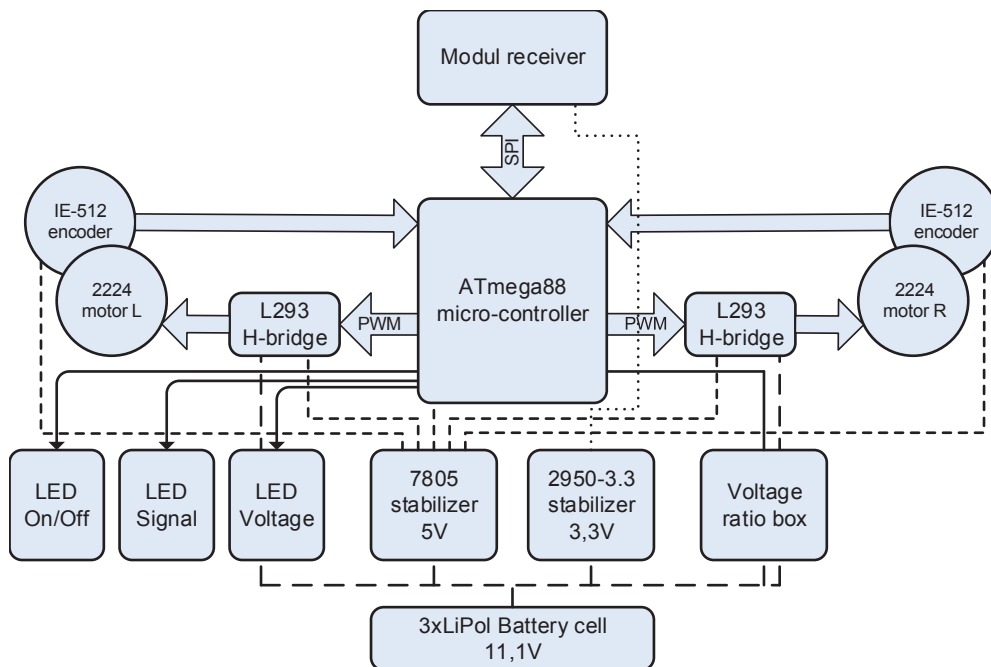 Modul receiver
SPI
IE-512
encoder
IE-512
encoder
ATmega88
micro-controller
2224
motor L
L293
H-bridge
PWM
PWM
L293
H-bridge
2224
motor R
LED
On/Off
LED
Signal
LED
Voltage
7805
stabilizer
5V
2950-3.3
stabilizer
3,3V
Voltage
ratio box
3xLiPol Battery cell
11,1V